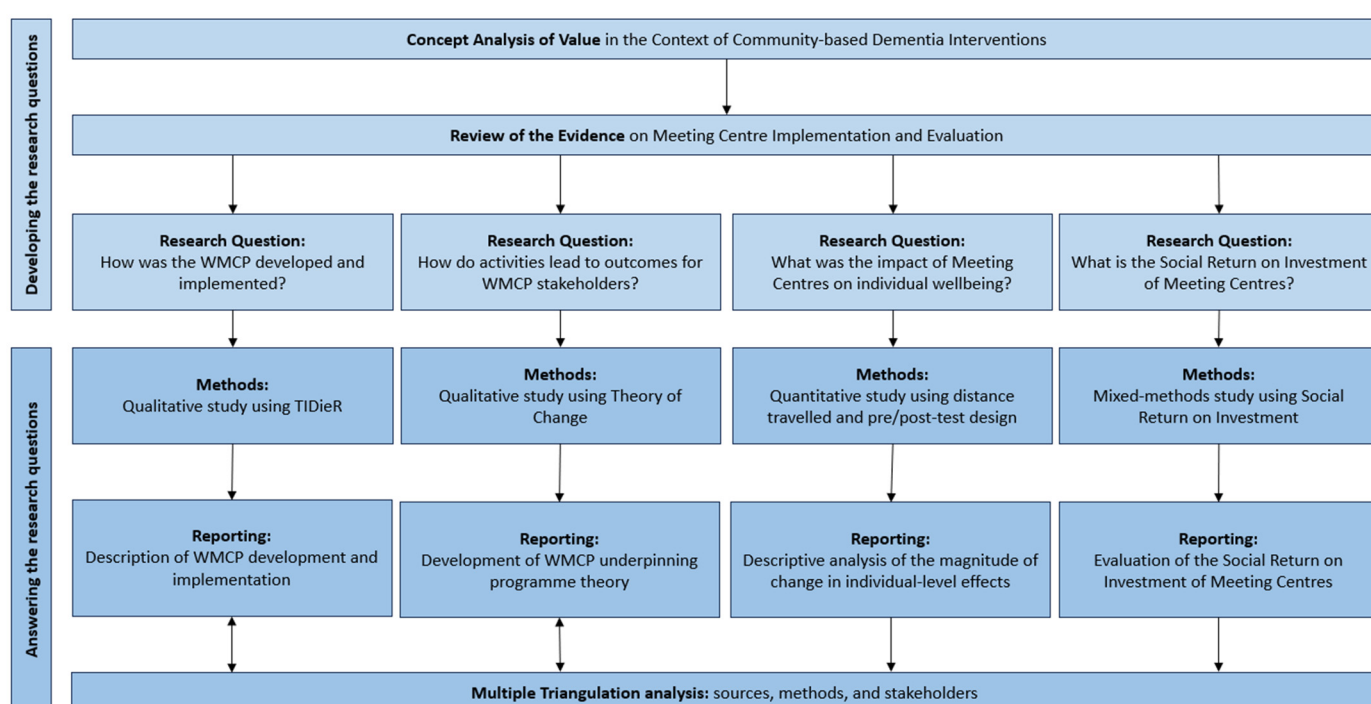 Developing the research questions
Concept Analysis of Value in the Context of Community-based Dementia Interventions
Review of the Evidence on Meeting Centre Implementation and Evaluation
Research Question:
How was the WMCP developed and
implemented?
Research Question:
How do activities lead to outcomes for
WMCP stakeholders?
Research Question:
What was the impact of Meeting
Centres on individual wellbeing?
Research Question:
What is the Social Return on Investment
of Meeting Centres?
Answering the research questions
Methods:
Qualitative study using TIDieR
Methods:
Qualitative study using Theory of
Change
Methods:
Quantitative study using distance
travelled and pre/post-test design
Methods:
Mixed-methods study using Social
Return on Investment
Reporting:
Description of WMCP development and
implementation
Reporting:
Development of WMCP underpinning
programme theory
Reporting:
Descriptive analysis of the magnitude of
change in individual-level effects
Reporting:
Evaluation of the Social Return on
Investment of Meeting Centres
Multiple Triangulation analysis: sources, methods, and stakeholders